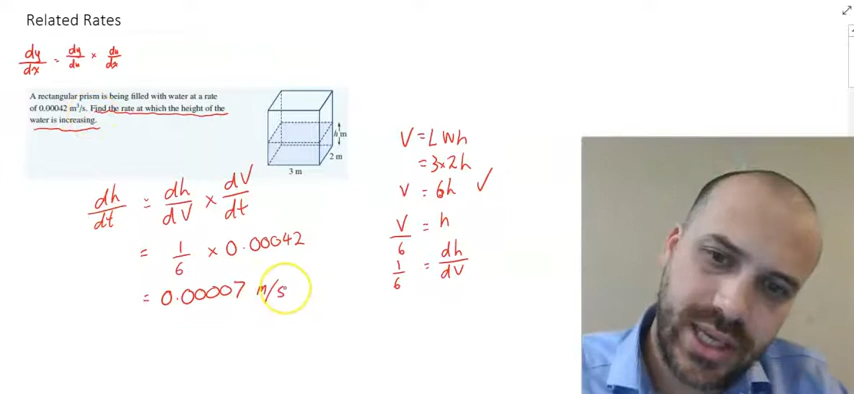 Related Rates
dy/dx = dy/du × du/dx
A rectangular prism is being filled with water at a rate
of 0.00042 m³/s. Find the rate at which the height of the
water is increasing.
h m
2 m
3 m
dh/dt = dh/dV × dV/dt
= 1/6 × 0.00042
= 0.00007 m/s
V = LWh
= 3×2h
V = 6h ✓
V/6 = h
1/6 = dh/dV